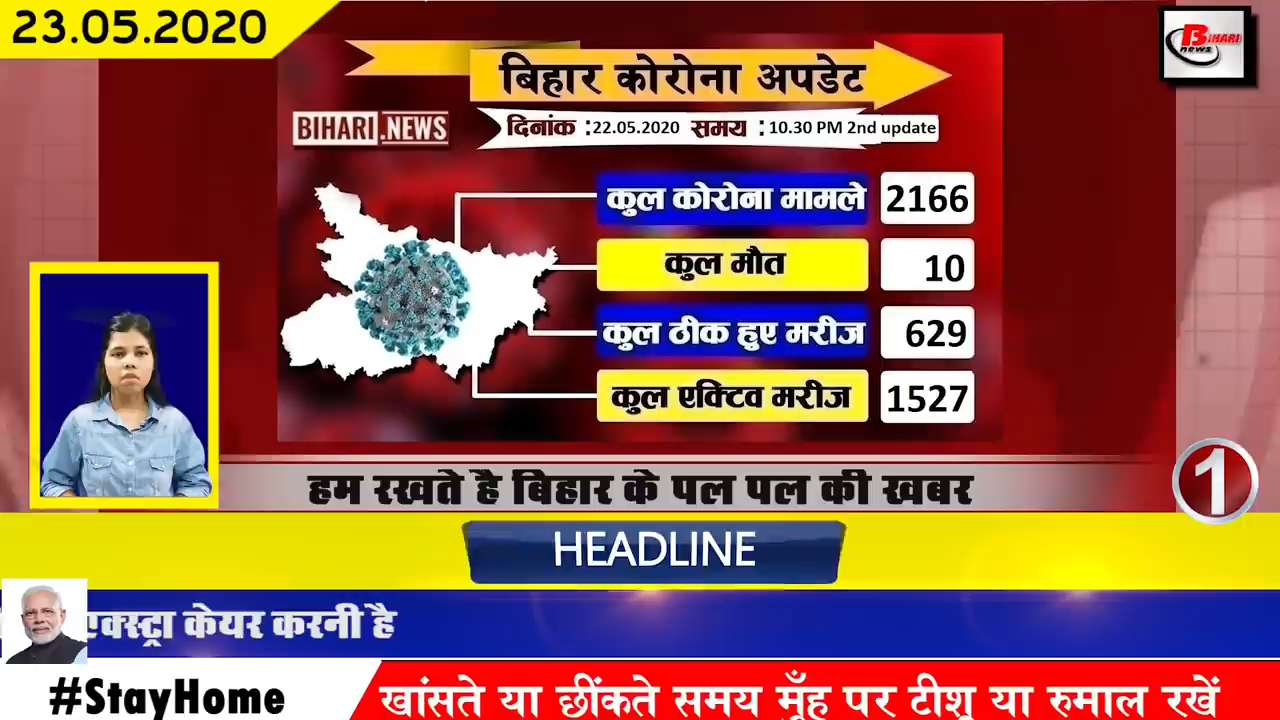 23.05.2020
BIHARI
news
बिहार कोरोना अपडेट
BIHARI.NEWS
दिनांक : 22.05.2020 समय : 10.30 PM 2nd update
कुल कोरोना मामले 2166
कुल मौत 10
कुल ठीक हुए मरीज 629
कुल एक्टिव मरीज 1527
हम रखते है बिहार के पल पल की खबर
1
HEADLINE
एक्स्ट्रा केयर करनी है
#StayHome
खांसते या छींकते समय मुँह पर टीशू या रुमाल रखें